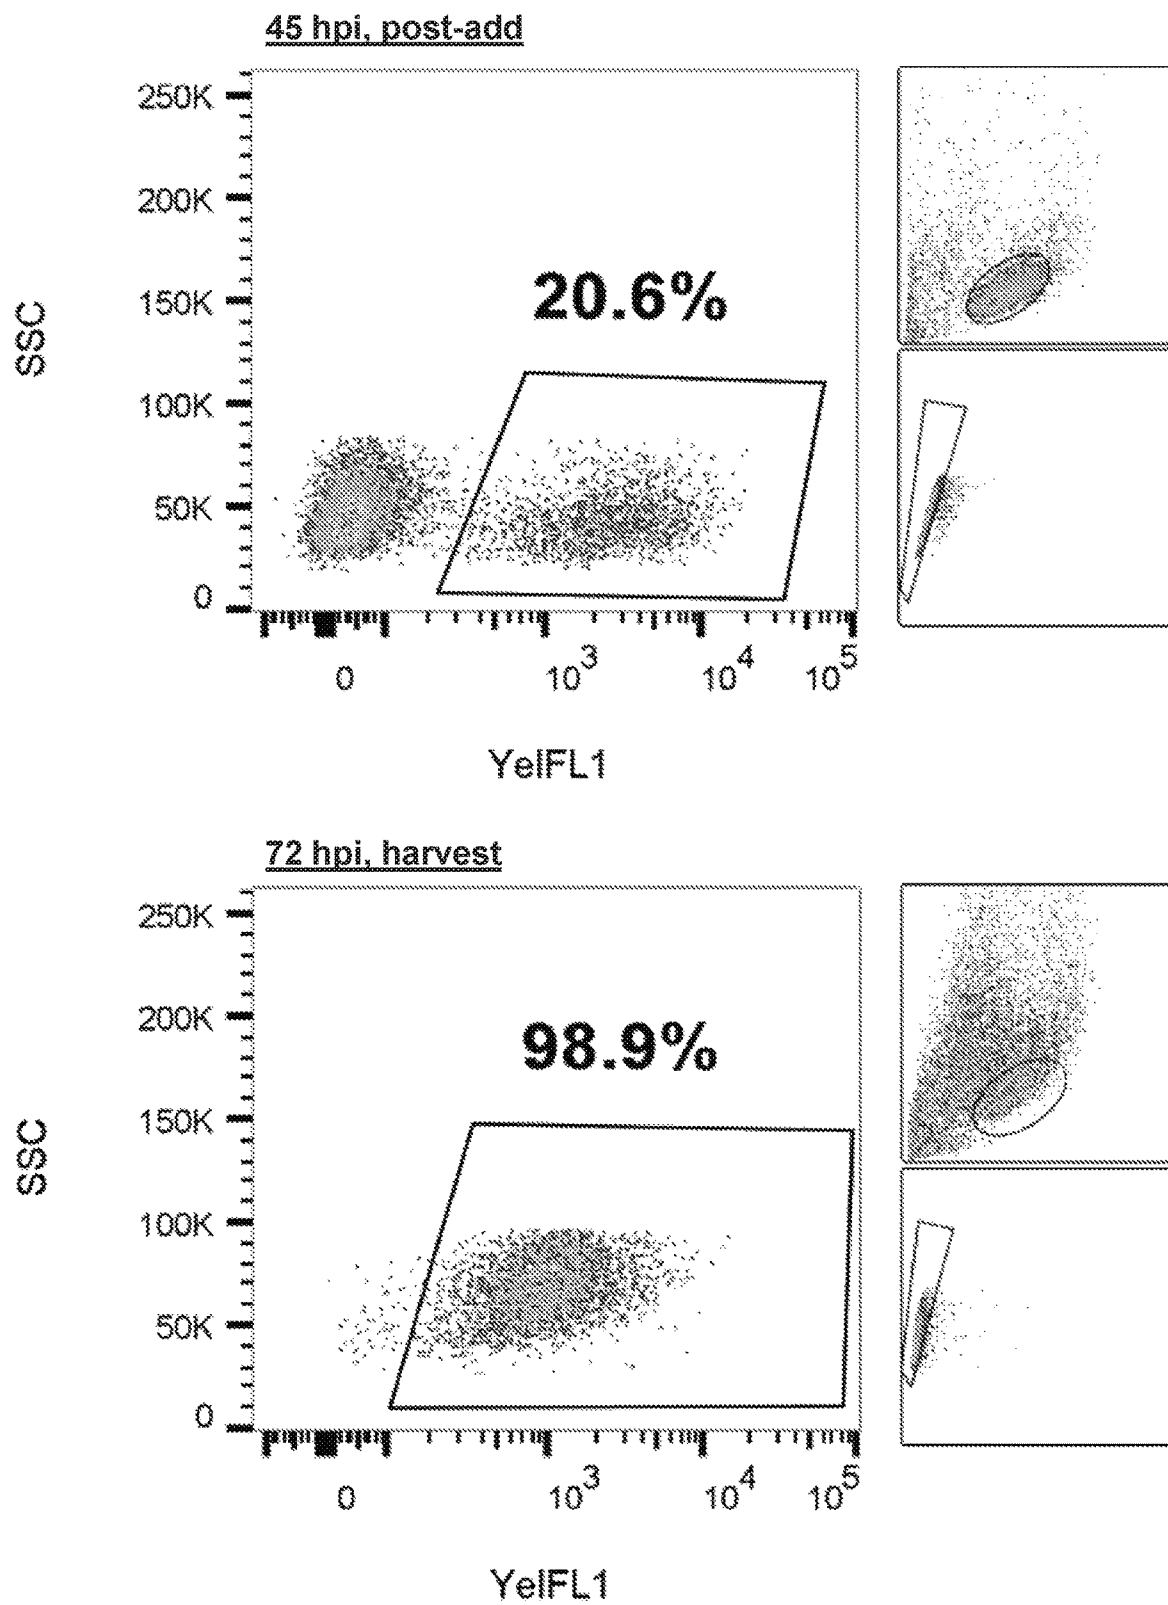 45 hpi, post-add
250K
200K
150K
100K
50K
0
SSC
20.6%
0 10^3 10^4 10^5
YelFL1
72 hpi, harvest
250K
200K
150K
100K
50K
0
SSC
98.9%
0 10^3 10^4 10^5
YelFL1